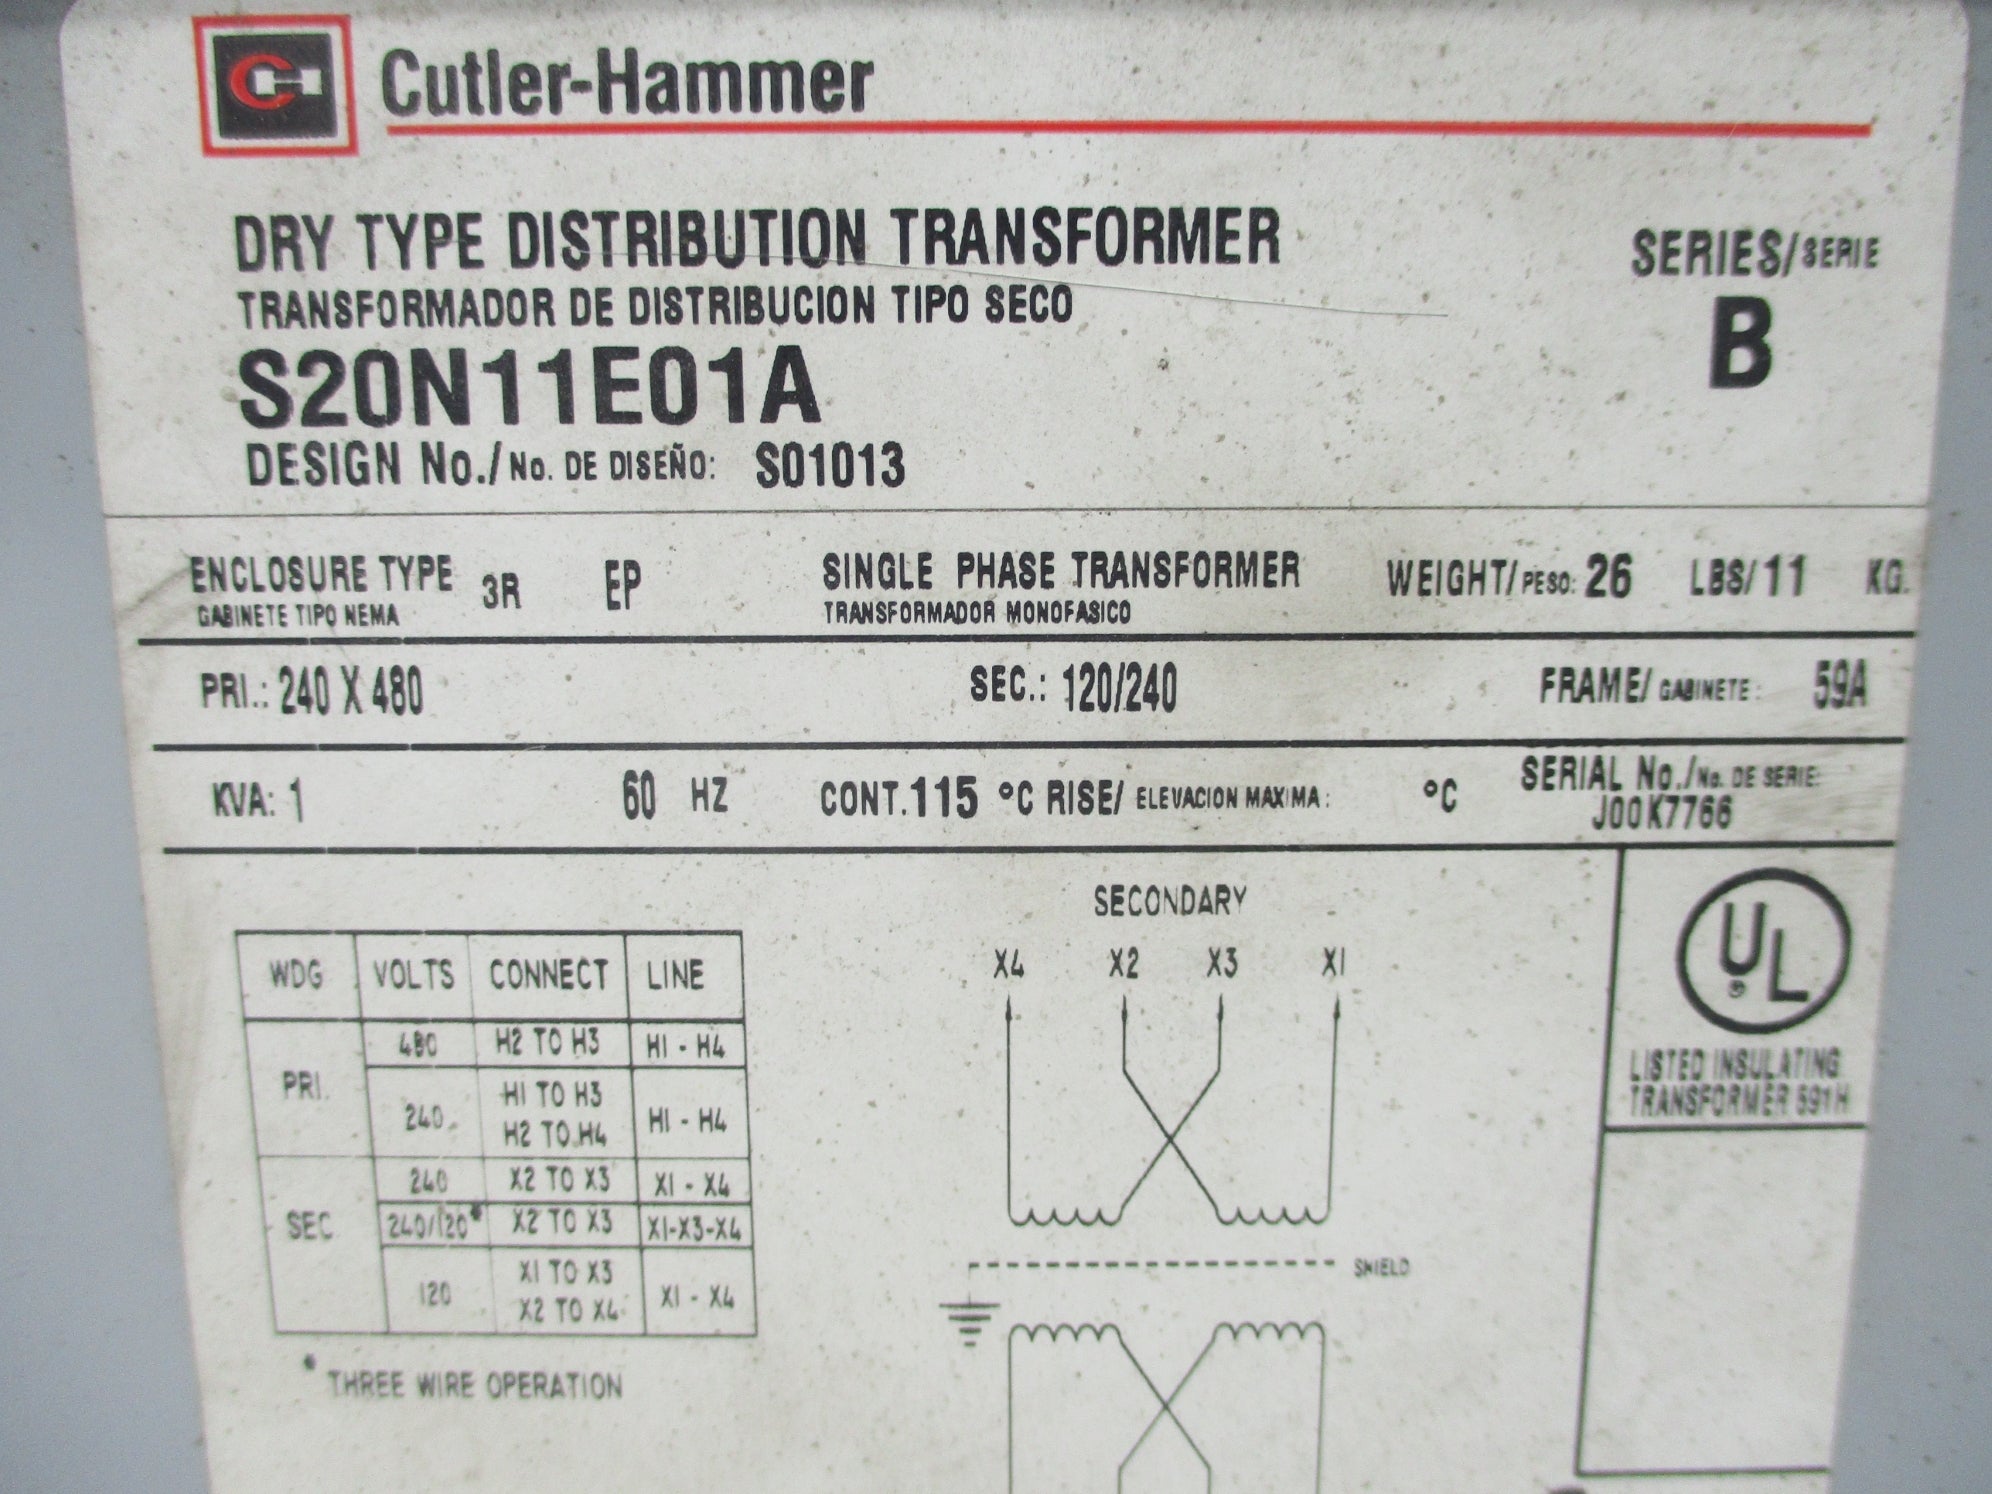 CH Cutler-Hammer
DRY TYPE DISTRIBUTION TRANSFORMER
TRANSFORMADOR DE DISTRIBUCION TIPO SECO
SERIES/SERIE
B
S20N11E01A
DESIGN No./No. DE DISEÑO: S01013
ENCLOSURE TYPE 3R EP
GABINETE TIPO NEMA
SINGLE PHASE TRANSFORMER
TRANSFORMADOR MONOFASICO
WEIGHT/PESO: 26 LBS/11 KG.
PRI.: 240 X 480 SEC.: 120/240 FRAME/GABINETE: 59A
KVA: 1 60 HZ CONT. 115 °C RISE/ELEVACION MAXIMA: °C
SERIAL No./No. DE SERIE:
J00K7766
WDG VOLTS CONNECT LINE
PRI. 480 H2 TO H3 H1 - H4
240 H1 TO H3
H2 TO H4 H1 - H4
SEC 240 X2 TO X3 X1 - X4
240/120* X2 TO X3 X1-X3-X4
120 X1 TO X3
X2 TO X4 X1 - X4
* THREE WIRE OPERATION
SECONDARY
X4 X2 X3 X1
SHIELD
UL ®
LISTED INSULATING
TRANSFORMER 591H